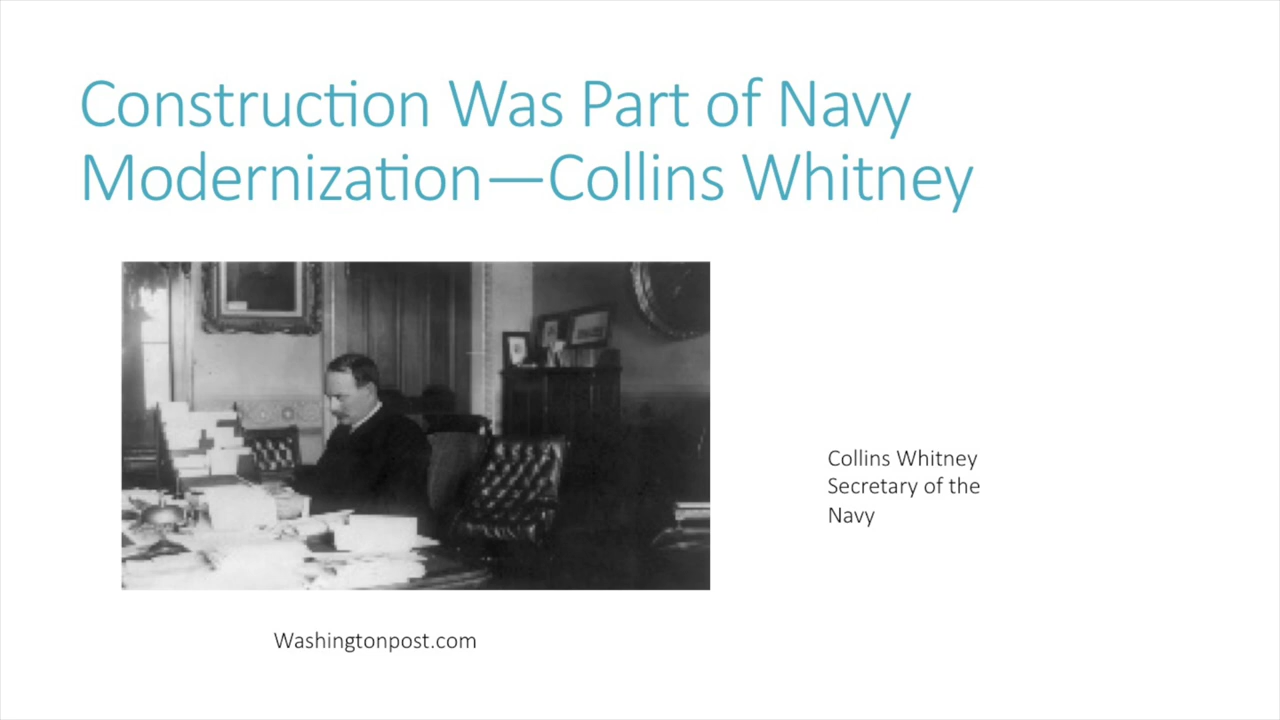 Construction Was Part of Navy
Modernization—Collins Whitney
Collins Whitney
Secretary of the
Navy
Washingtonpost.com